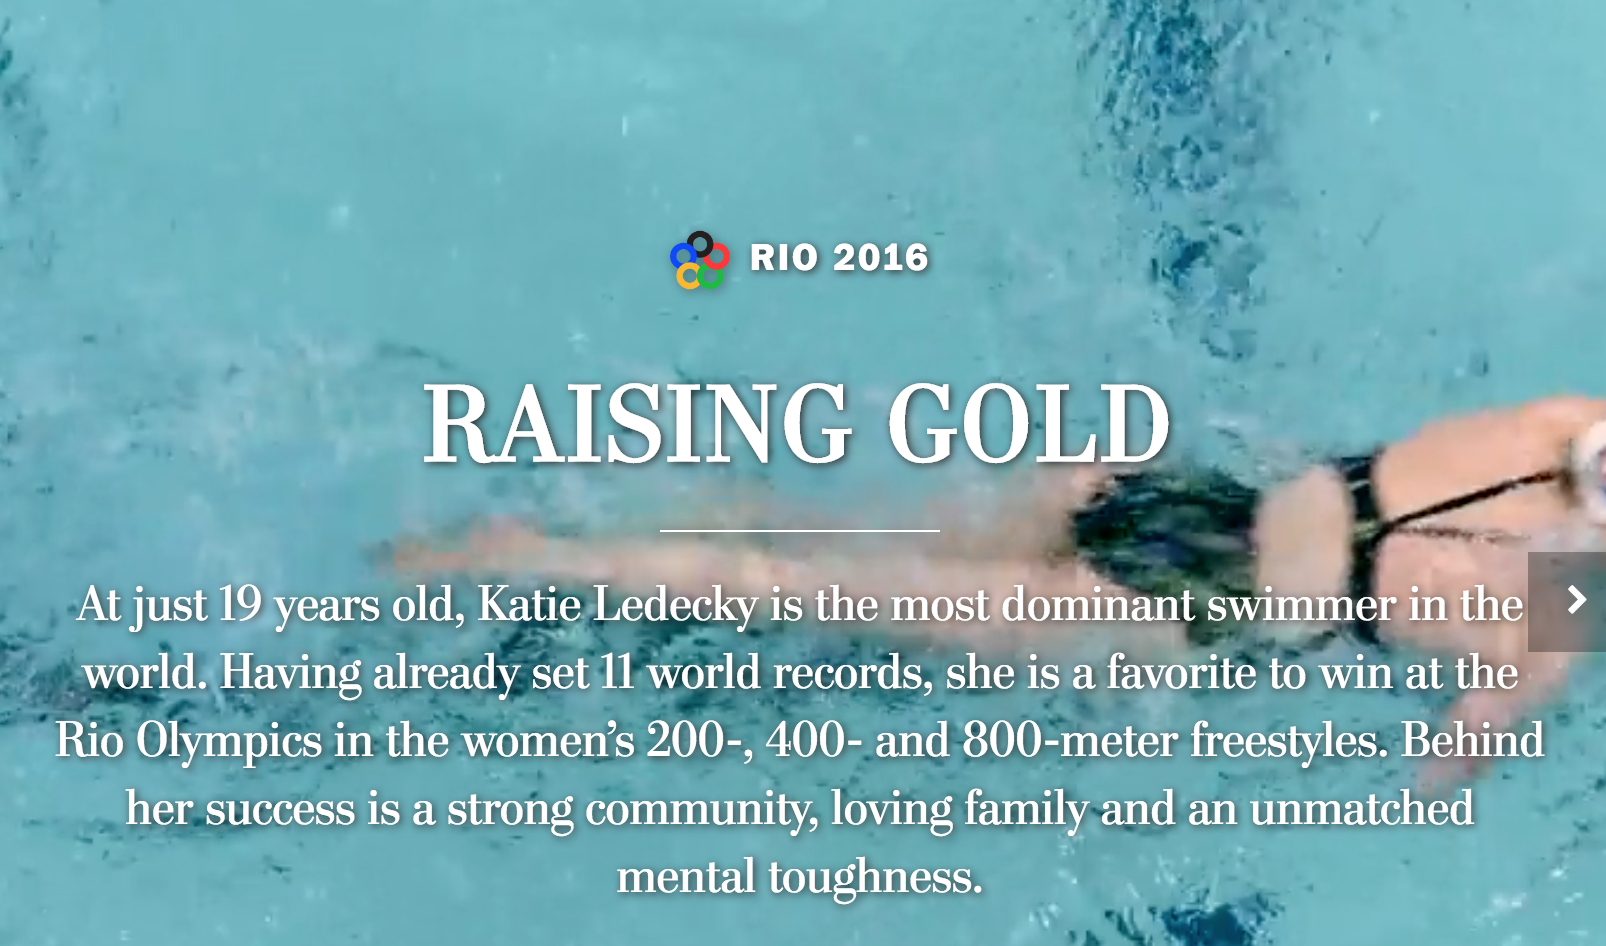 RIO 2016
RAISING GOLD
At just 19 years old, Katie Ledecky is the most dominant swimmer in the
world. Having already set 11 world records, she is a favorite to win at the
Rio Olympics in the women’s 200-, 400- and 800-meter freestyles. Behind
her success is a strong community, loving family and an unmatched
mental toughness.